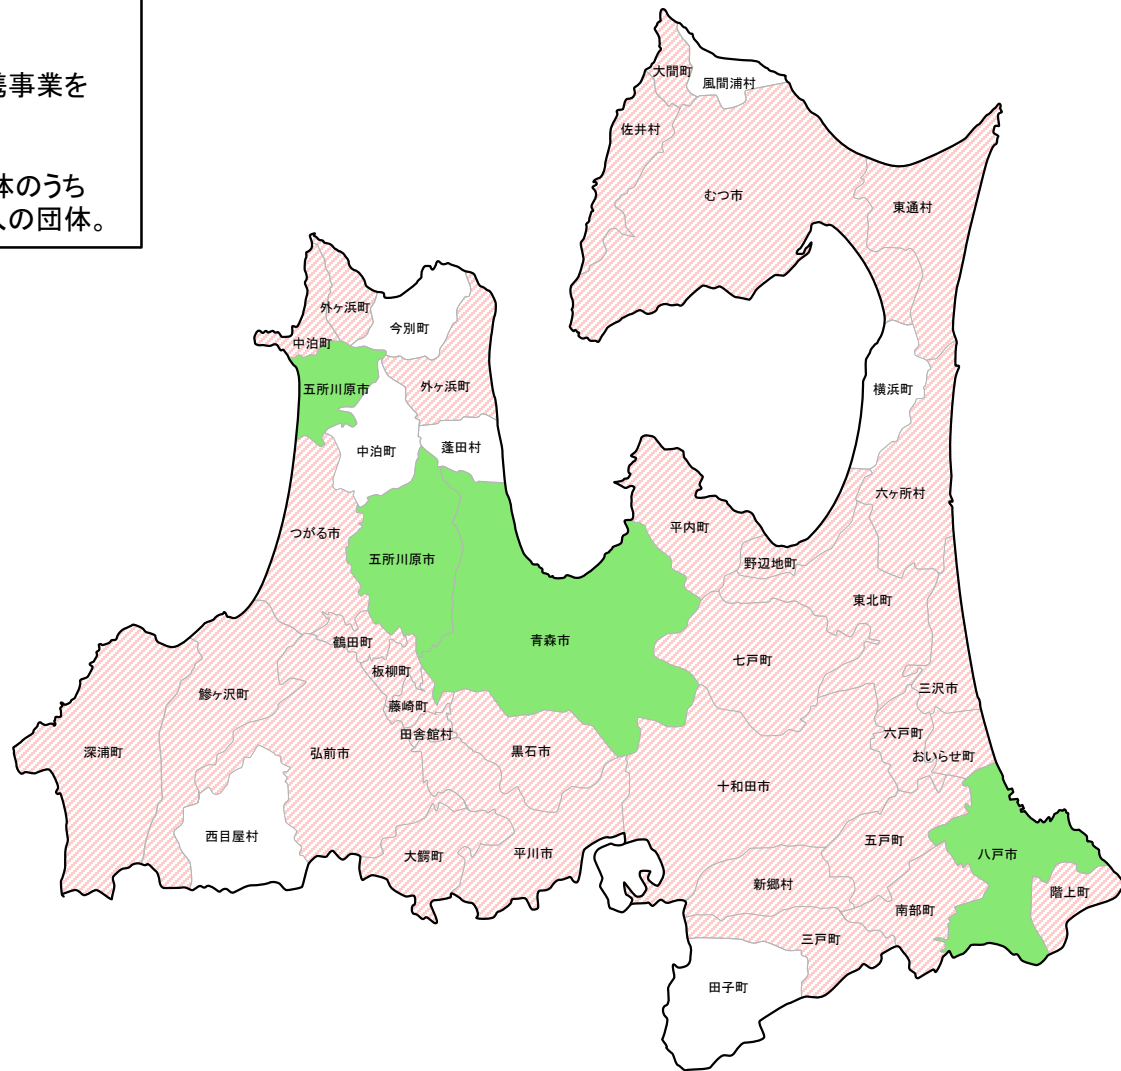 携事業を
体のうち
人の団体。
大間町
風間浦村
佐井村
むつ市
東通村
外ヶ浜町
今別町
中泊町
五所川原市
外ヶ浜町
横浜町
中泊町
蓬田村
六ヶ所村
つがる市
平内町
五所川原市
野辺地町
東北町
青森市
鶴田町
七戸町
板柳町
鰺ヶ沢町
三沢市
藤崎町
田舎館村
六戸町
深浦町
弘前市
黒石市
おいらせ町
十和田市
西目屋村
五戸町
大鰐町
平川市
八戸市
新郷村
階上町
南部町
三戸町
田子町